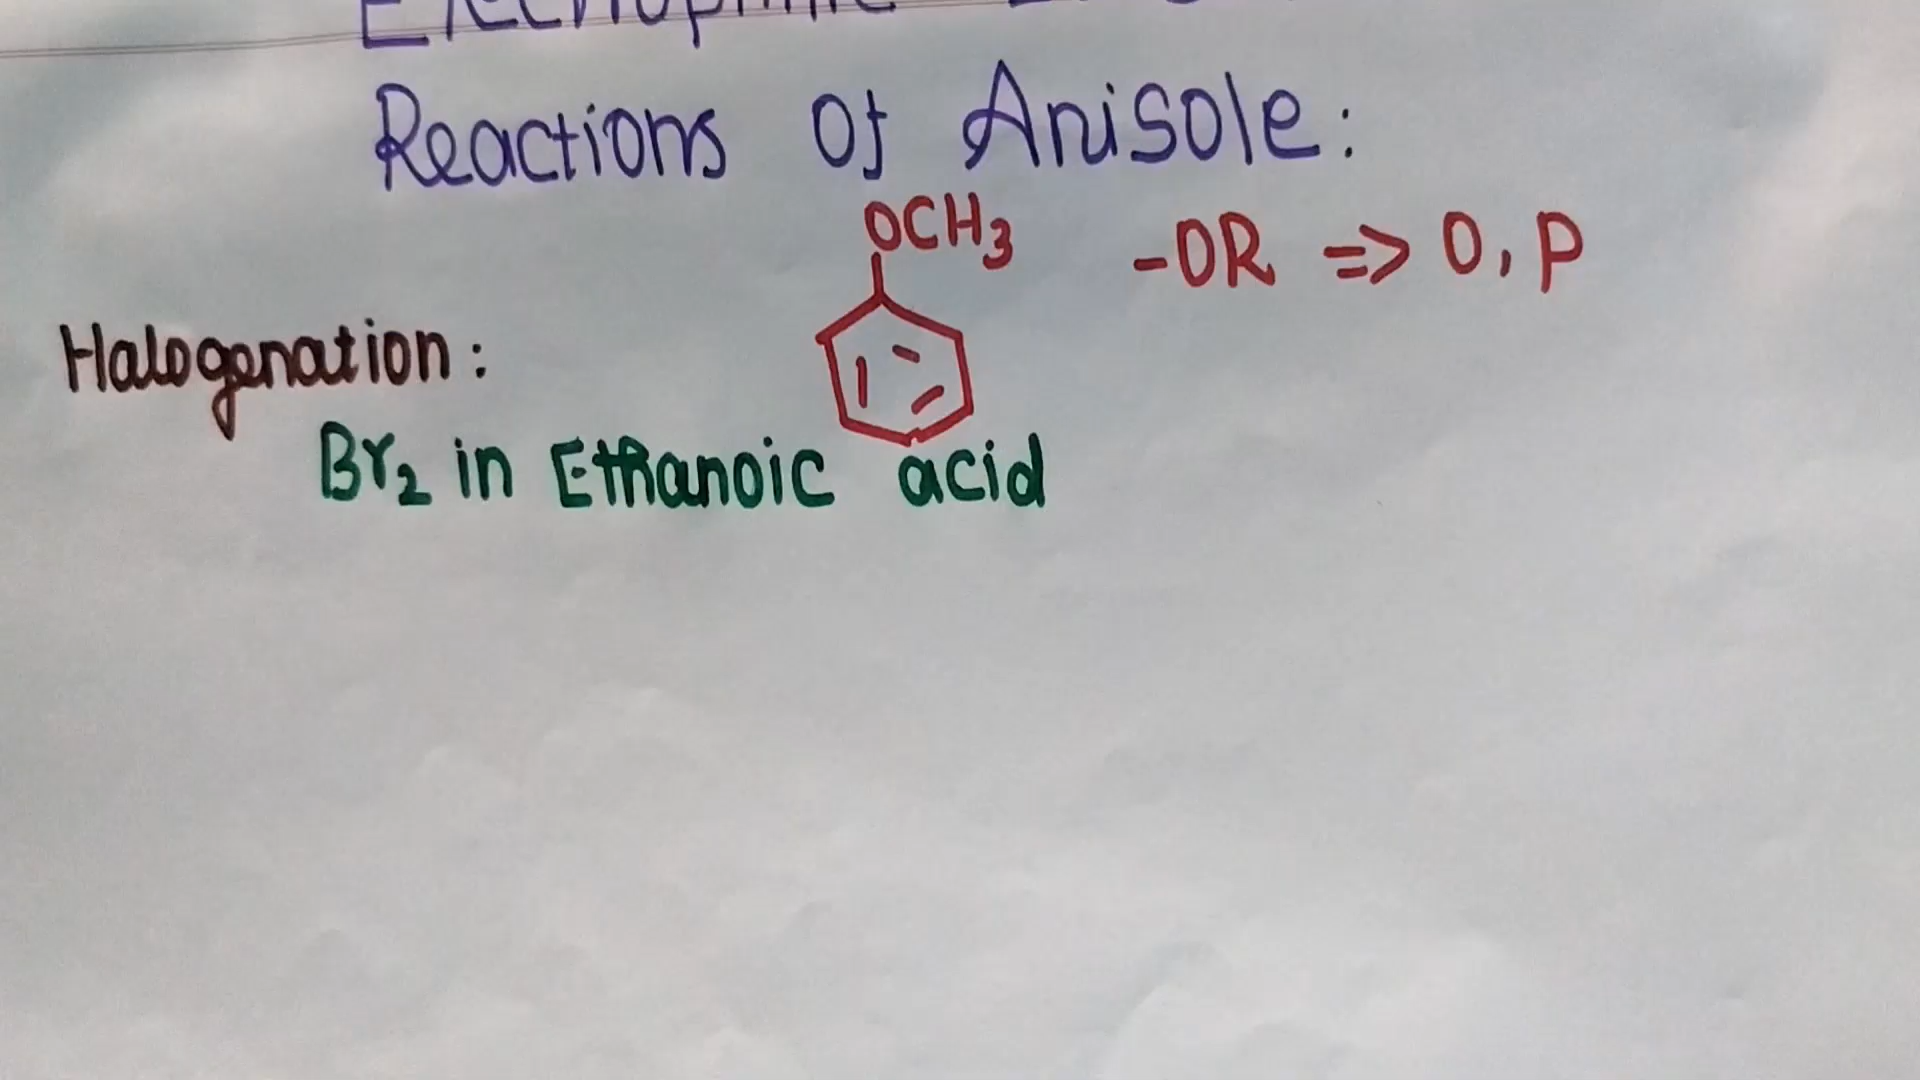 Reactions Of Anisole:
OCH3 -OR => O, P
Halogenation:
Br2 in Ethanoic acid